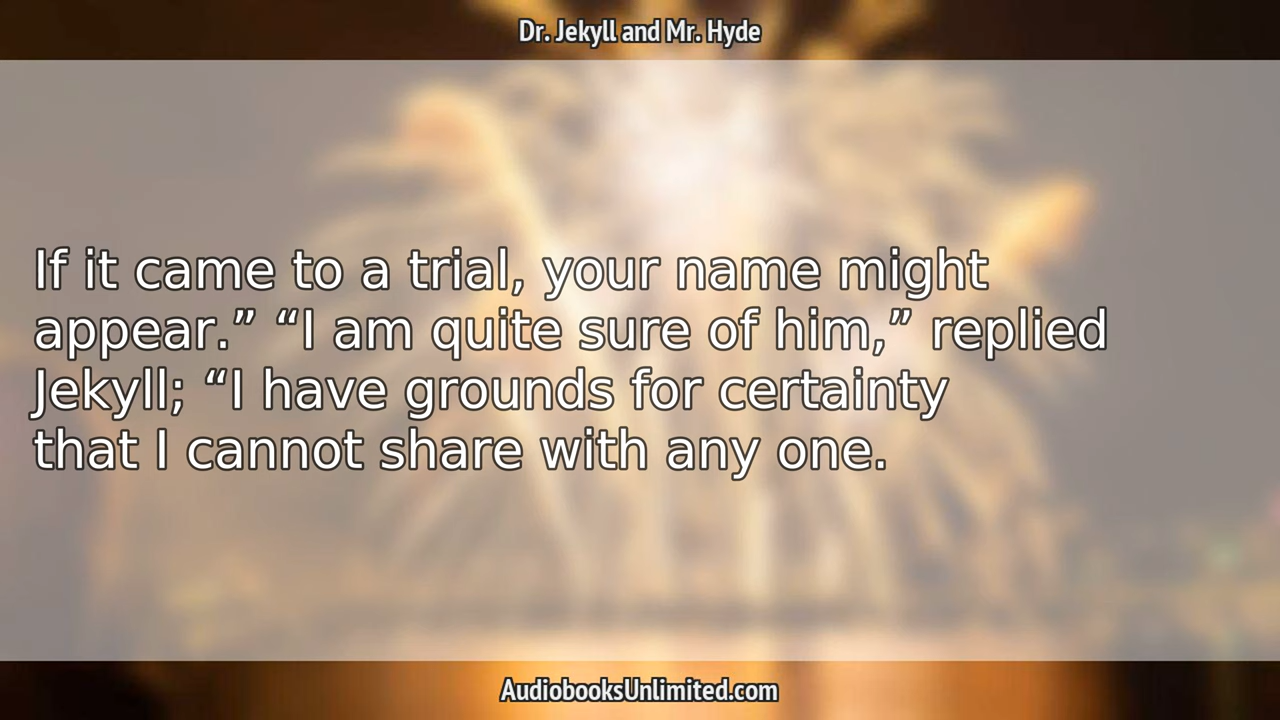 Dr. Jekyll and Mr. Hyde
If it came to a trial, your name might
appear.” “I am quite sure of him,” replied
Jekyll; “I have grounds for certainty
that I cannot share with any one.
AudiobooksUnlimited.com